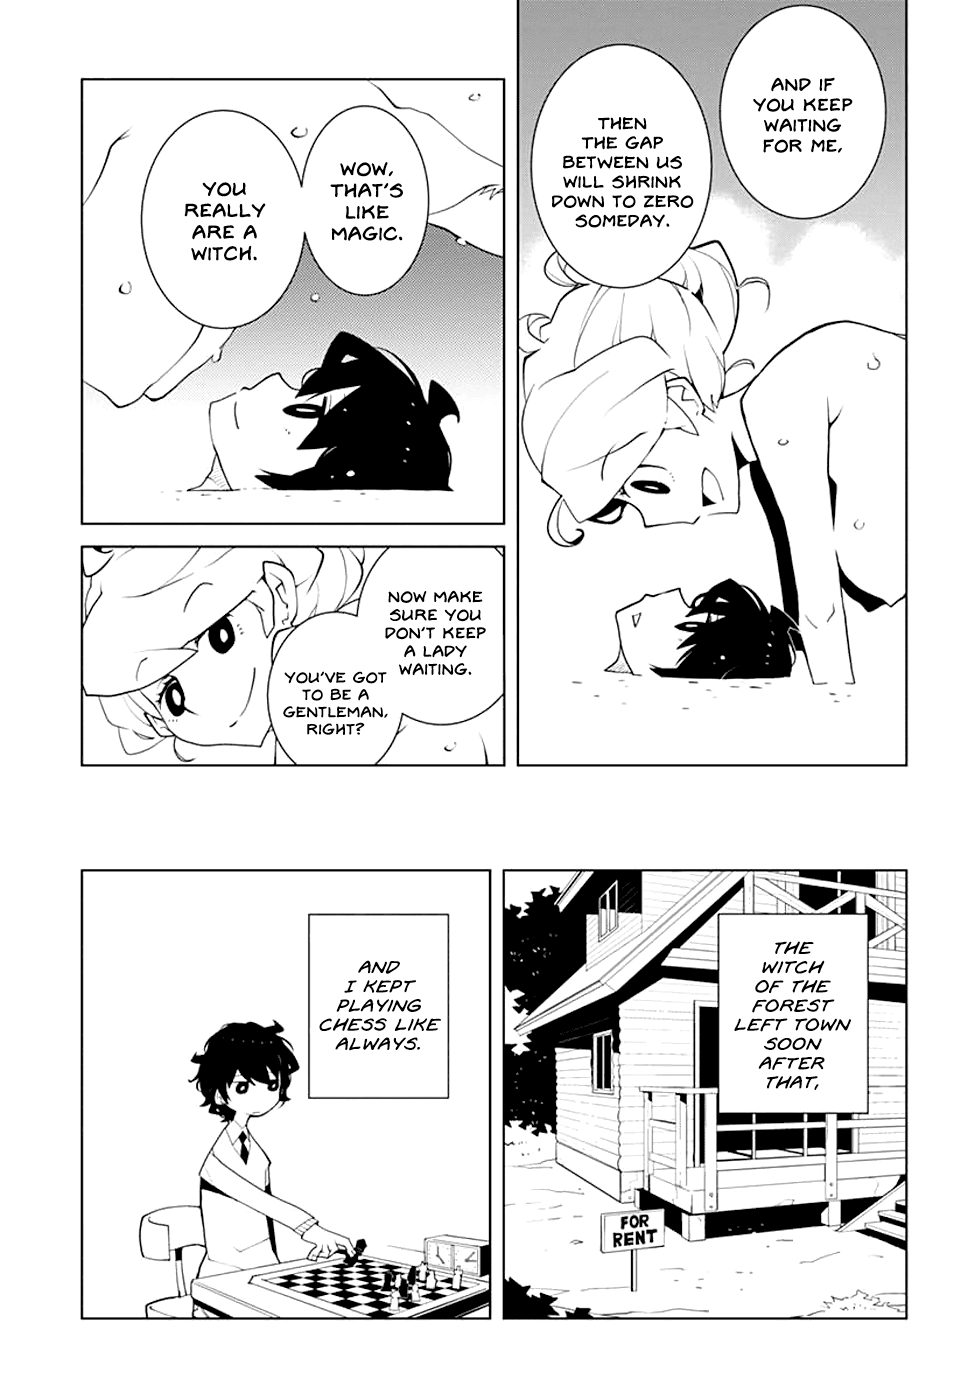 AND IF
YOU KEEP
WAITING
FOR ME,
THEN
THE GAP
BETWEEN US
WILL SHRINK
DOWN TO ZERO
SOMEDAY.
WOW,
THAT'S
LIKE
MAGIC.
YOU
REALLY
ARE A
WITCH.
NOW MAKE
SURE YOU
DON'T KEEP
A LADY
WAITING.
YOU'VE GOT
TO BE A
GENTLEMAN,
RIGHT?
THE
WITCH
OF THE
FOREST
LEFT TOWN
SOON
AFTER
THAT,
FOR
RENT
AND
I KEPT
PLAYING
CHESS LIKE
ALWAYS.